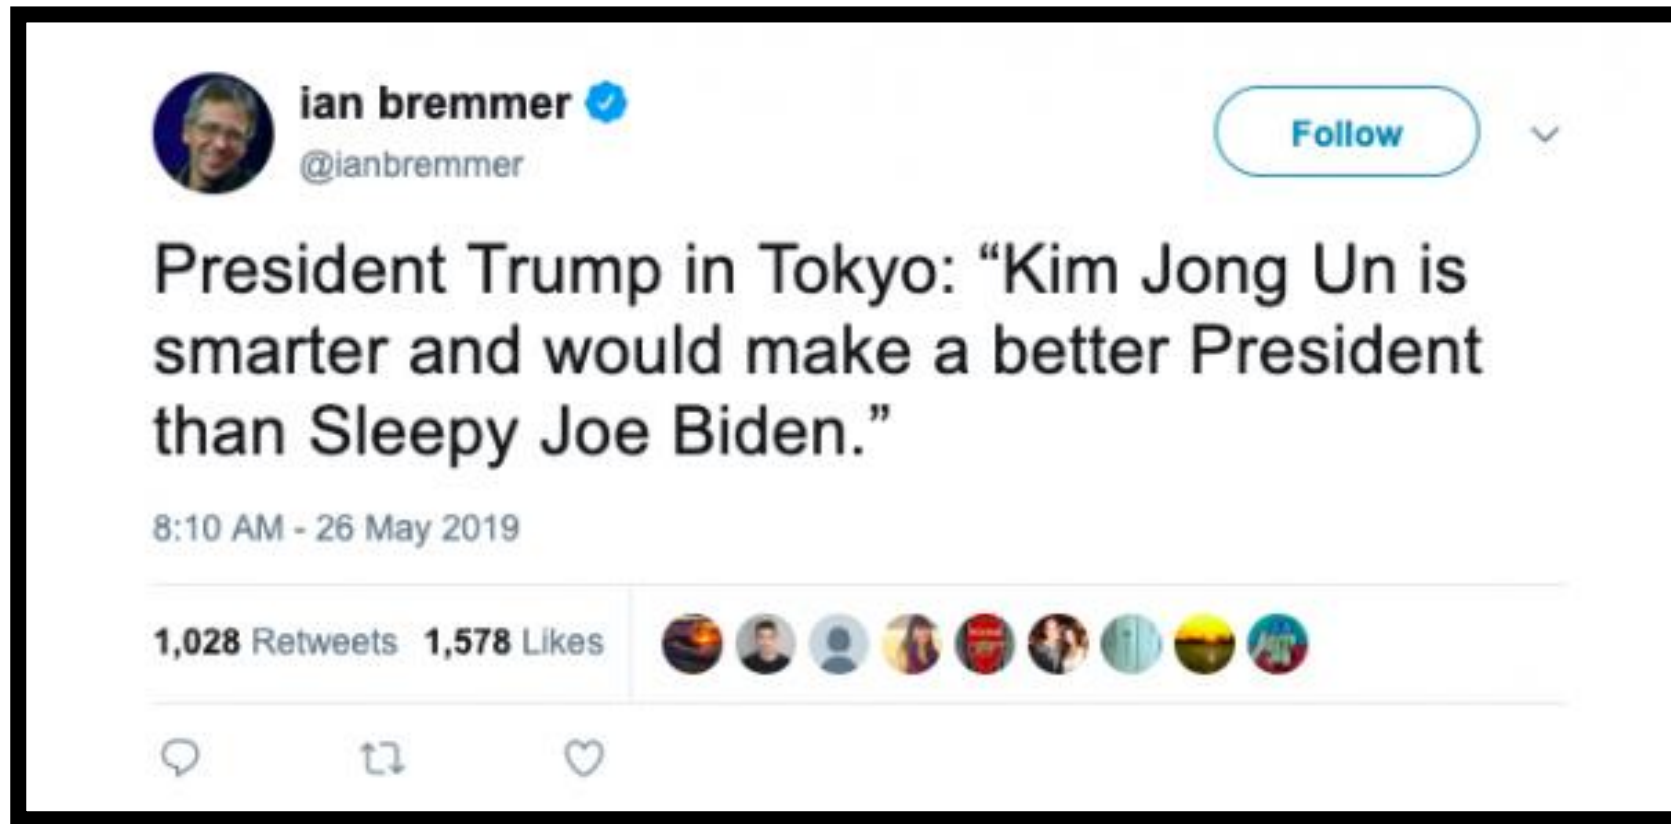 ian bremmer
@ianbremmer
Follow
President Trump in Tokyo: “Kim Jong Un is
smarter and would make a better President
than Sleepy Joe Biden.”
8:10 AM - 26 May 2019
1,028 Retweets 1,578 Likes